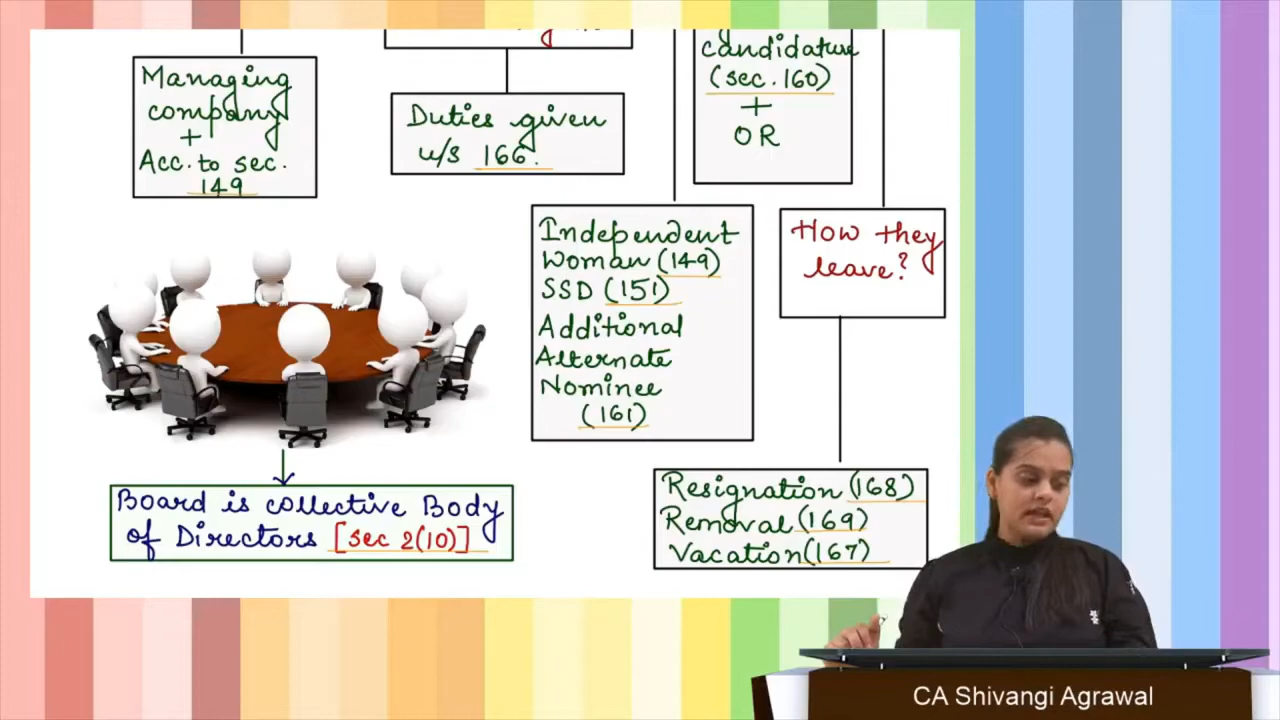 Managing
company
+
Acc. to sec.
149
Duties given
u/s 166.
candidature
(sec. 160)
+
OR
Independent
Woman (149)
SSD (151)
Additional
Alternate
Nominee
(161)
How they
leave?
Board is collective Body
of Directors [sec 2(10)]
Resignation (168)
Removal (169)
Vacation (167)
CA Shivangi Agrawal